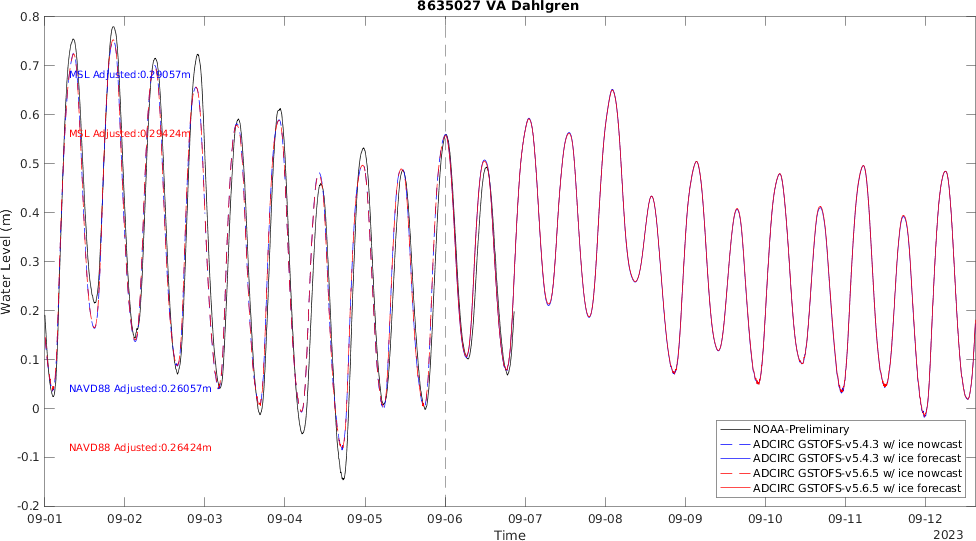 8635027 VA Dahlgren
0.8
0.7
0.6
0.5
0.4
0.3
0.2
0.1
0
-0.1
-0.2
Water Level (m)
MSL Adjusted:0.29057m
MSL Adjusted:0.29424m
NAVD88 Adjusted:0.26057m
NAVD88 Adjusted:0.26424m
NOAA-Preliminary
ADCIRC GSTOFS-v5.4.3 w/ ice nowcast
ADCIRC GSTOFS-v5.4.3 w/ ice forecast
ADCIRC GSTOFS-v5.6.5 w/ ice nowcast
ADCIRC GSTOFS-v5.6.5 w/ ice forecast
09-01 09-02 09-03 09-04 09-05 09-06 09-07 09-08 09-09 09-10 09-11 09-12
Time
2023